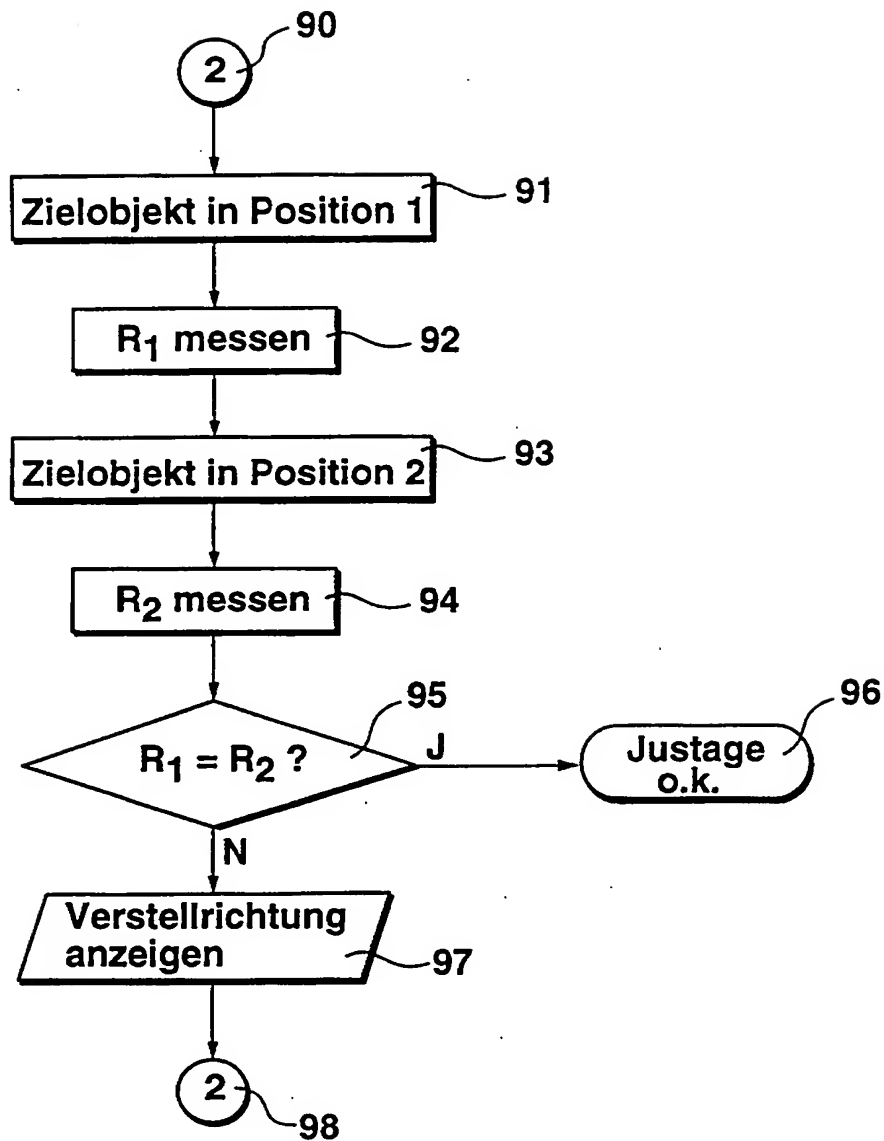 90
2
91
Zielobjekt in Position 1
R₁ messen
92
93
Zielobjekt in Position 2
R₂ messen
94
95
96
R₁ = R₂ ?
J
Justage
o.k.
N
Verstellrichtung
anzeigen
97
2
98